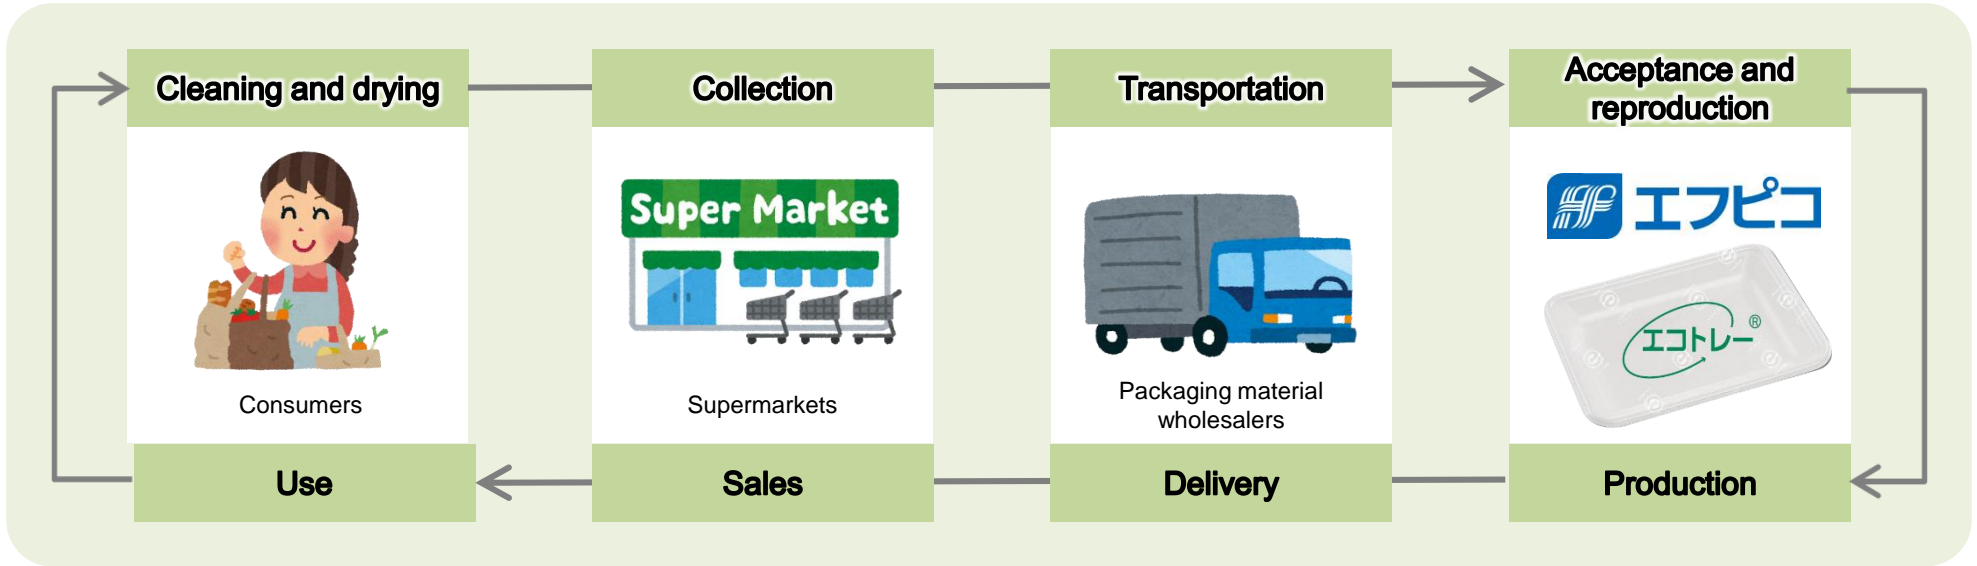 Cleaning and drying
Collection
Transportation
Acceptance and
reproduction
Super Market
エフピコ
エコトレー®
Consumers
Supermarkets
Packaging material
wholesalers
Use
Sales
Delivery
Production